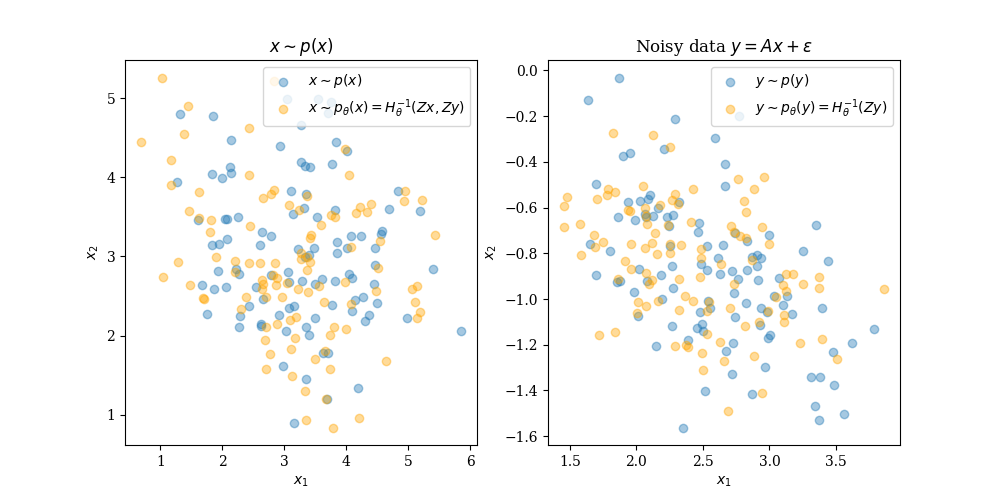 x ∼ p(x)
x ∼ p(x)
x ∼ p_θ(x) = H_θ^{-1}(Zx, Zy)
5
4
3
2
1
x_2
1 2 3 4 5 6
x_1
Noisy data y = Ax + ε
y ∼ p(y)
y ∼ p_θ(y) = H_θ^{-1}(Zy)
0.0
−0.2
−0.4
−0.6
−0.8
−1.0
−1.2
−1.4
−1.6
x_2
1.5 2.0 2.5 3.0 3.5
x_1